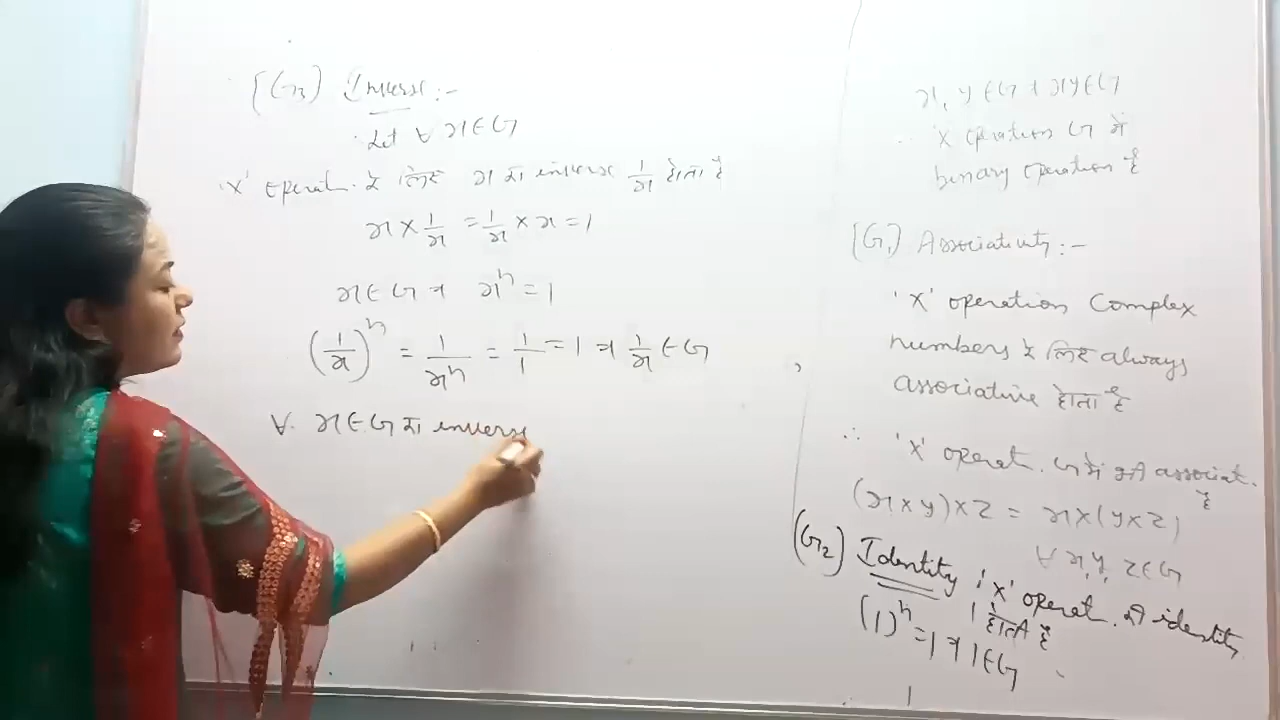 (G3) Inverse :-
Let ∀ x ∈ G
'×' operat. के लिए x का inverse 1/x होता है
x × 1/x = 1/x × x = 1
x ∈ G ⇒ x^n = 1
(1/x)^n = 1/x^n = 1/1 = 1 ⇒ 1/x ∈ G
∀ x ∈ G का inverse
x, y ∈ G ⇒ xy ∈ G
∴ '×' operation G में
binary operation है
(G1) Associativity :-
'×' operation Complex
numbers के लिए always
associative होता है
∴ '×' operat. G में भी associat.
है
(x × y) × z = x × (y × z)
∀ x, y, z ∈ G
(G2) Identity : '×' operat. की identity
1 होती है
(1)^n = 1 ⇒ 1 ∈ G
∴ 1